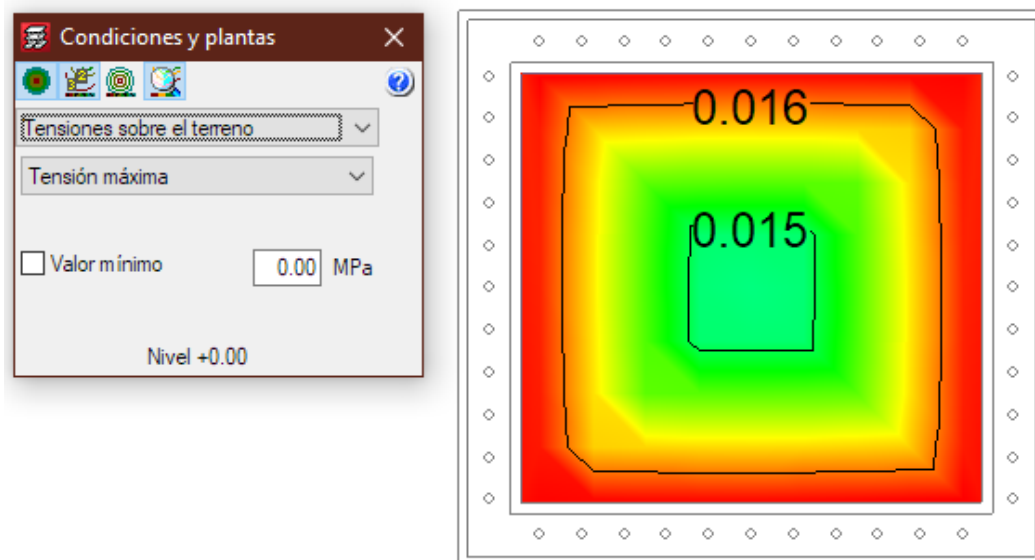 Condiciones y plantas
Tensiones sobre el terreno
Tensión máxima
Valor mínimo 0.00 MPa
Nivel +0.00
0.016
0.015